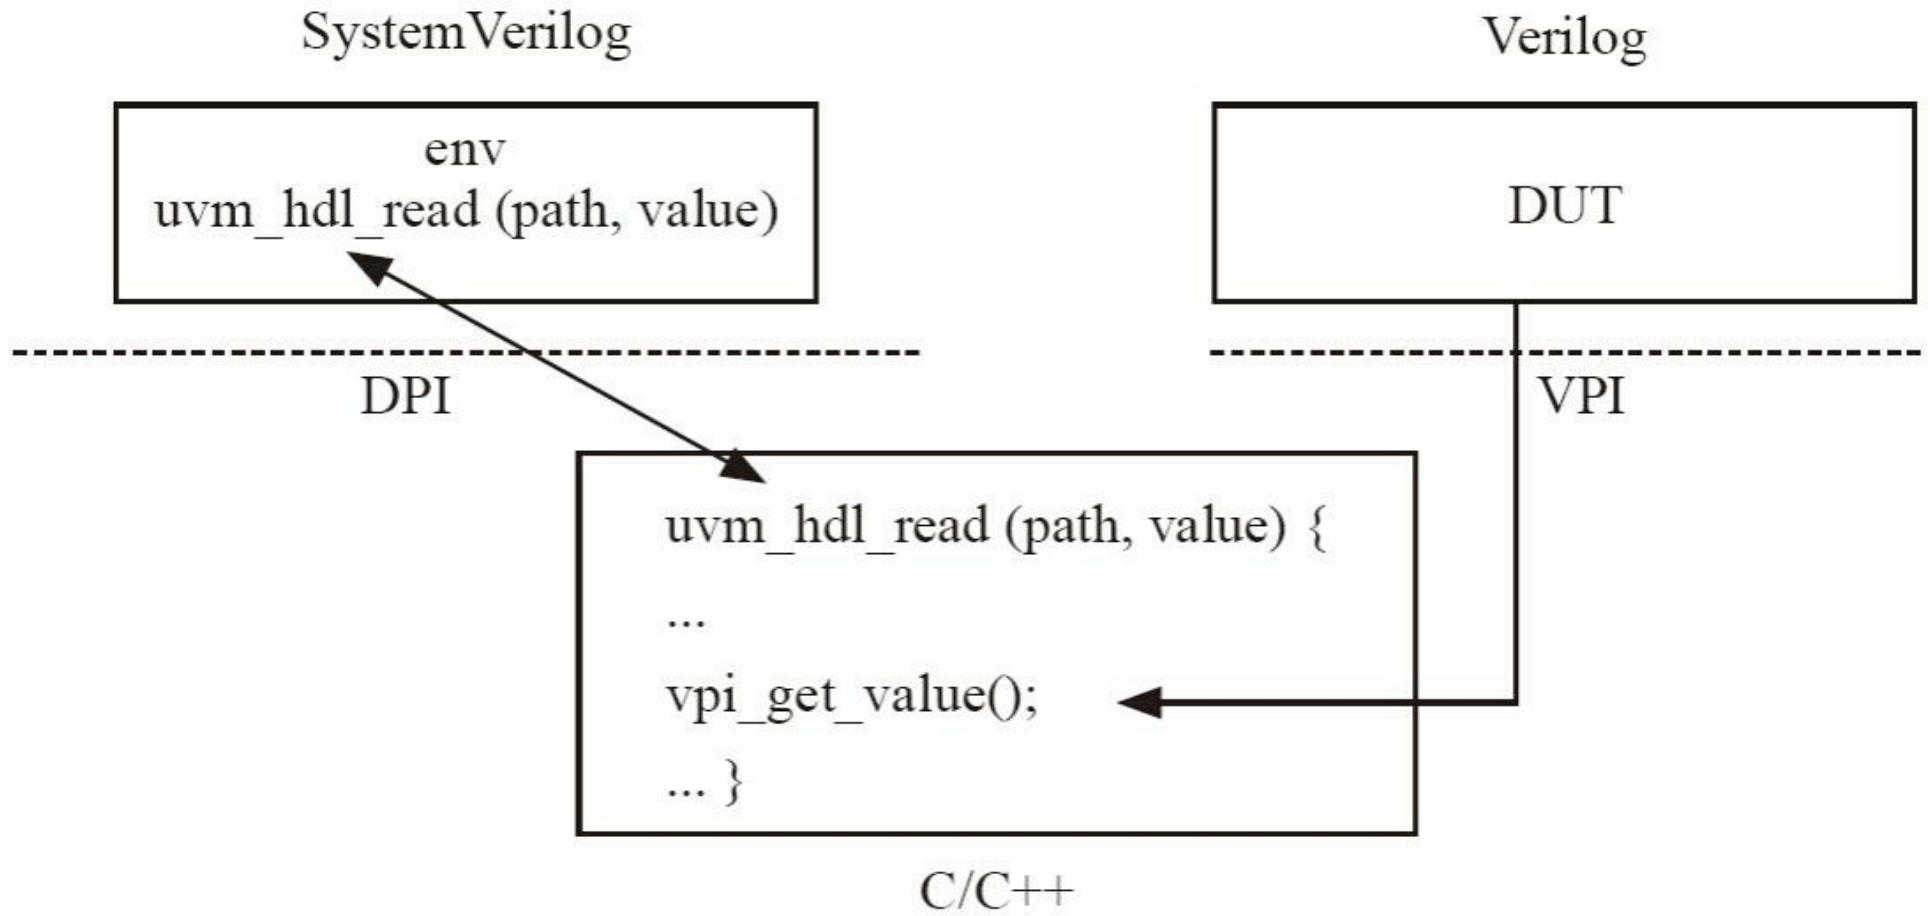 SystemVerilog
Verilog
env
uvm_hdl_read (path, value)
DUT
DPI
VPI
uvm_hdl_read (path, value) {
...
vpi_get_value();
... }
C/C++